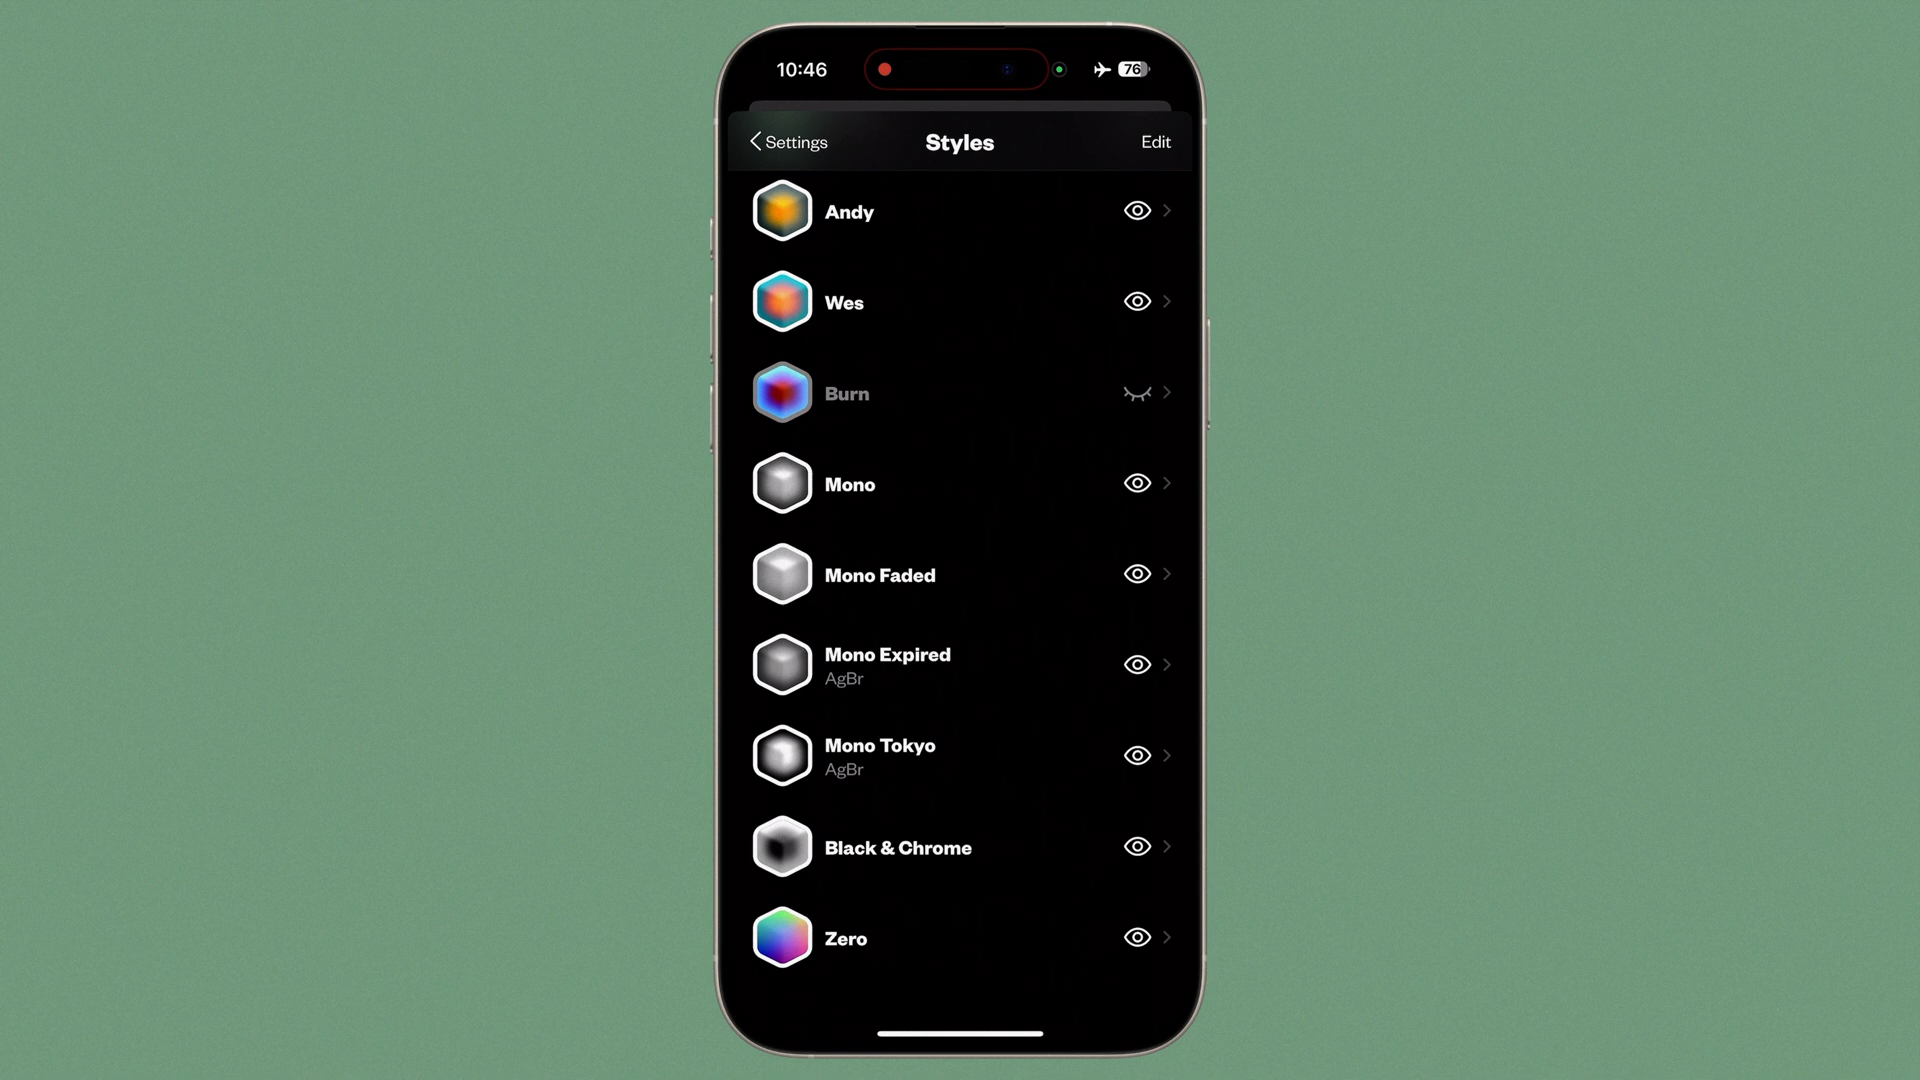 10:46
76
Settings
Styles
Edit
Andy
Wes
Burn
Mono
Mono Faded
Mono Expired
AgBr
Mono Tokyo
AgBr
Black & Chrome
Zero